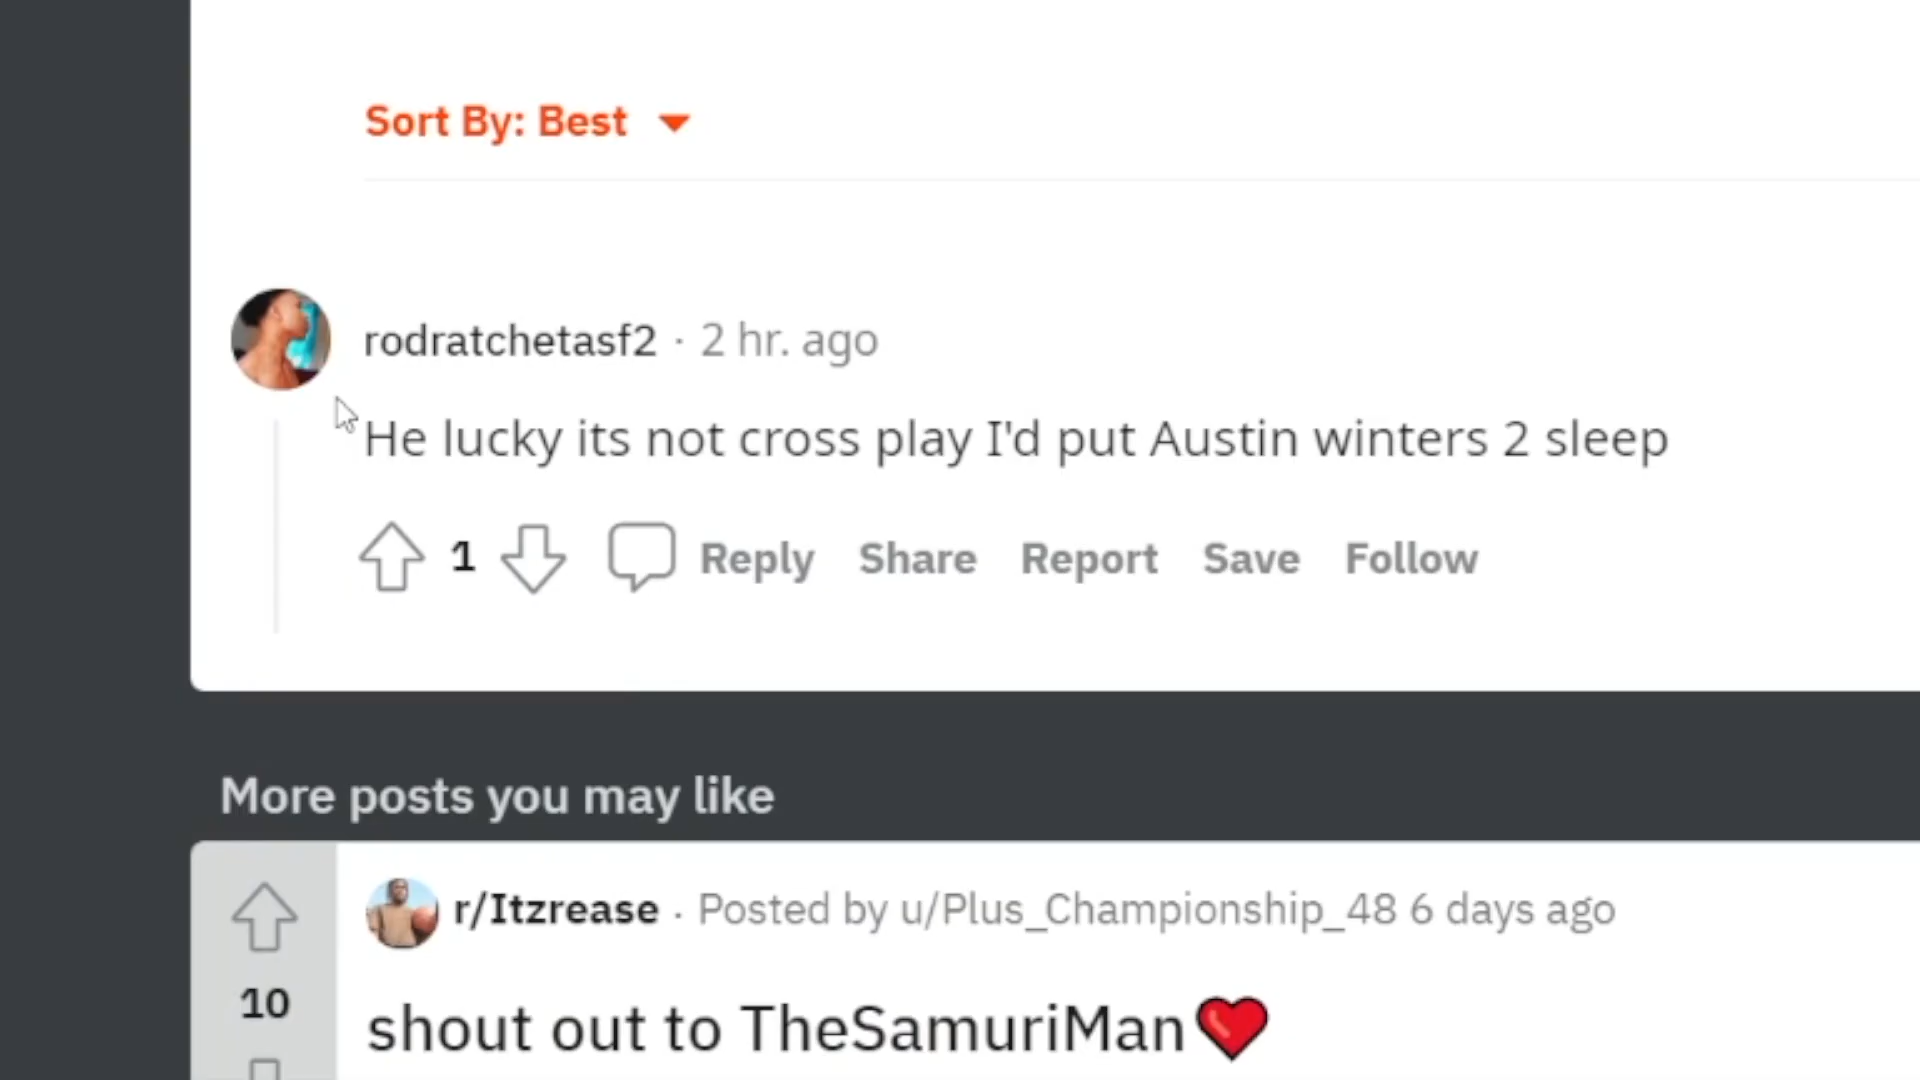 Sort By: Best
rodratchetasf2 · 2 hr. ago
He lucky its not cross play I'd put Austin winters 2 sleep
1 Reply Share Report Save Follow
More posts you may like
r/Itzrease · Posted by u/Plus_Championship_48 6 days ago
10
shout out to TheSamuriMan❤️